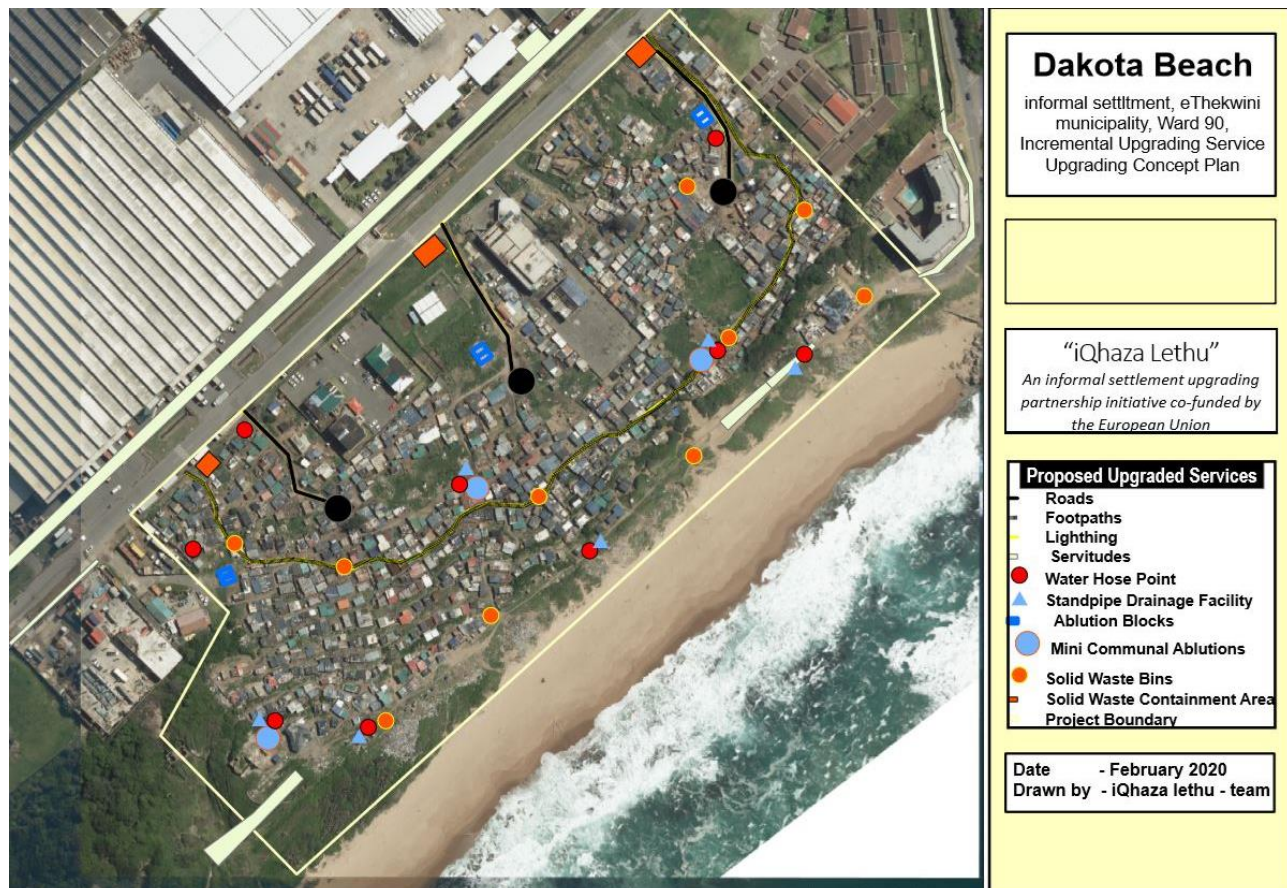 Dakota Beach
informal setttment, eThekwini
municipality, Ward 90,
Incremental Upgrading Service
Upgrading Concept Plan
“iQhaza Lethu”
An informal settlement upgrading
partnership initiative co-funded by
the European Union
Proposed Upgraded Services
Roads
Footpaths
Lighthing
Servitudes
Water Hose Point
Standpipe Drainage Facility
Ablution Blocks
Mini Communal Ablutions
Solid Waste Bins
Solid Waste Containment Area
Project Boundary
Date - February 2020
Drawn by - iQhaza lethu - team